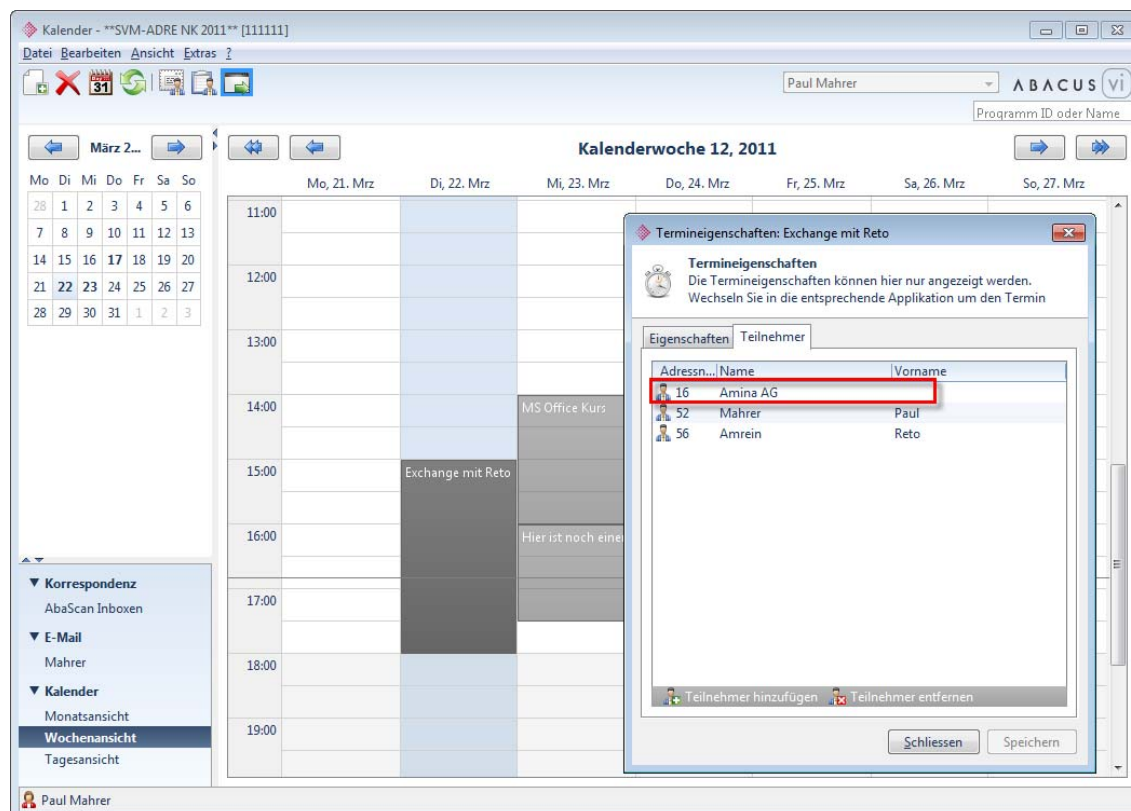 Kalender - **SVM-ADRE NK 2011** [111111]
Datei Bearbeiten Ansicht Extras ?
31
Paul Mahrer
ABACUS vi
Programm ID oder Name
März 2...
Kalenderwoche 12, 2011
Mo Di Mi Do Fr Sa So
28 1 2 3 4 5 6
7 8 9 10 11 12 13
14 15 16 17 18 19 20
21 22 23 24 25 26 27
28 29 30 31 1 2 3
Mo, 21. Mrz Di, 22. Mrz Mi, 23. Mrz Do, 24. Mrz Fr, 25. Mrz Sa, 26. Mrz So, 27. Mrz
11:00
12:00
13:00
14:00
15:00
16:00
17:00
18:00
19:00
MS Office Kurs
Exchange mit Reto
Hier ist noch einer
Termineigenschaften: Exchange mit Reto
Termineigenschaften
Die Termineigenschaften können hier nur angezeigt werden.
Wechseln Sie in die entsprechende Applikation um den Termin
Eigenschaften Teilnehmer
Adressn... Name Vorname
16 Amina AG
52 Mahrer Paul
56 Amrein Reto
Teilnehmer hinzufügen Teilnehmer entfernen
Schliessen Speichern
Korrespondenz
AbaScan Inboxen
E-Mail
Mahrer
Kalender
Monatsansicht
Wochenansicht
Tagesansicht
Paul Mahrer